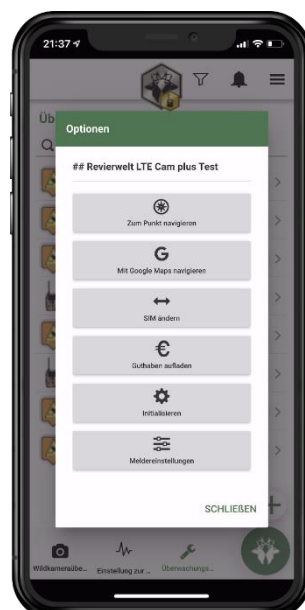 21:37
Üb
Optionen
## Revierwelt LTE Cam plus Test
Zum Punkt navigieren
G
Mit Google Maps navigieren
SIM ändern
€
Guthaben aufladen
Initialisieren
Meldereinstellungen
SCHLIEẞEN
+
Wildkameraübe... Einstellung zur ... Überwachungs...